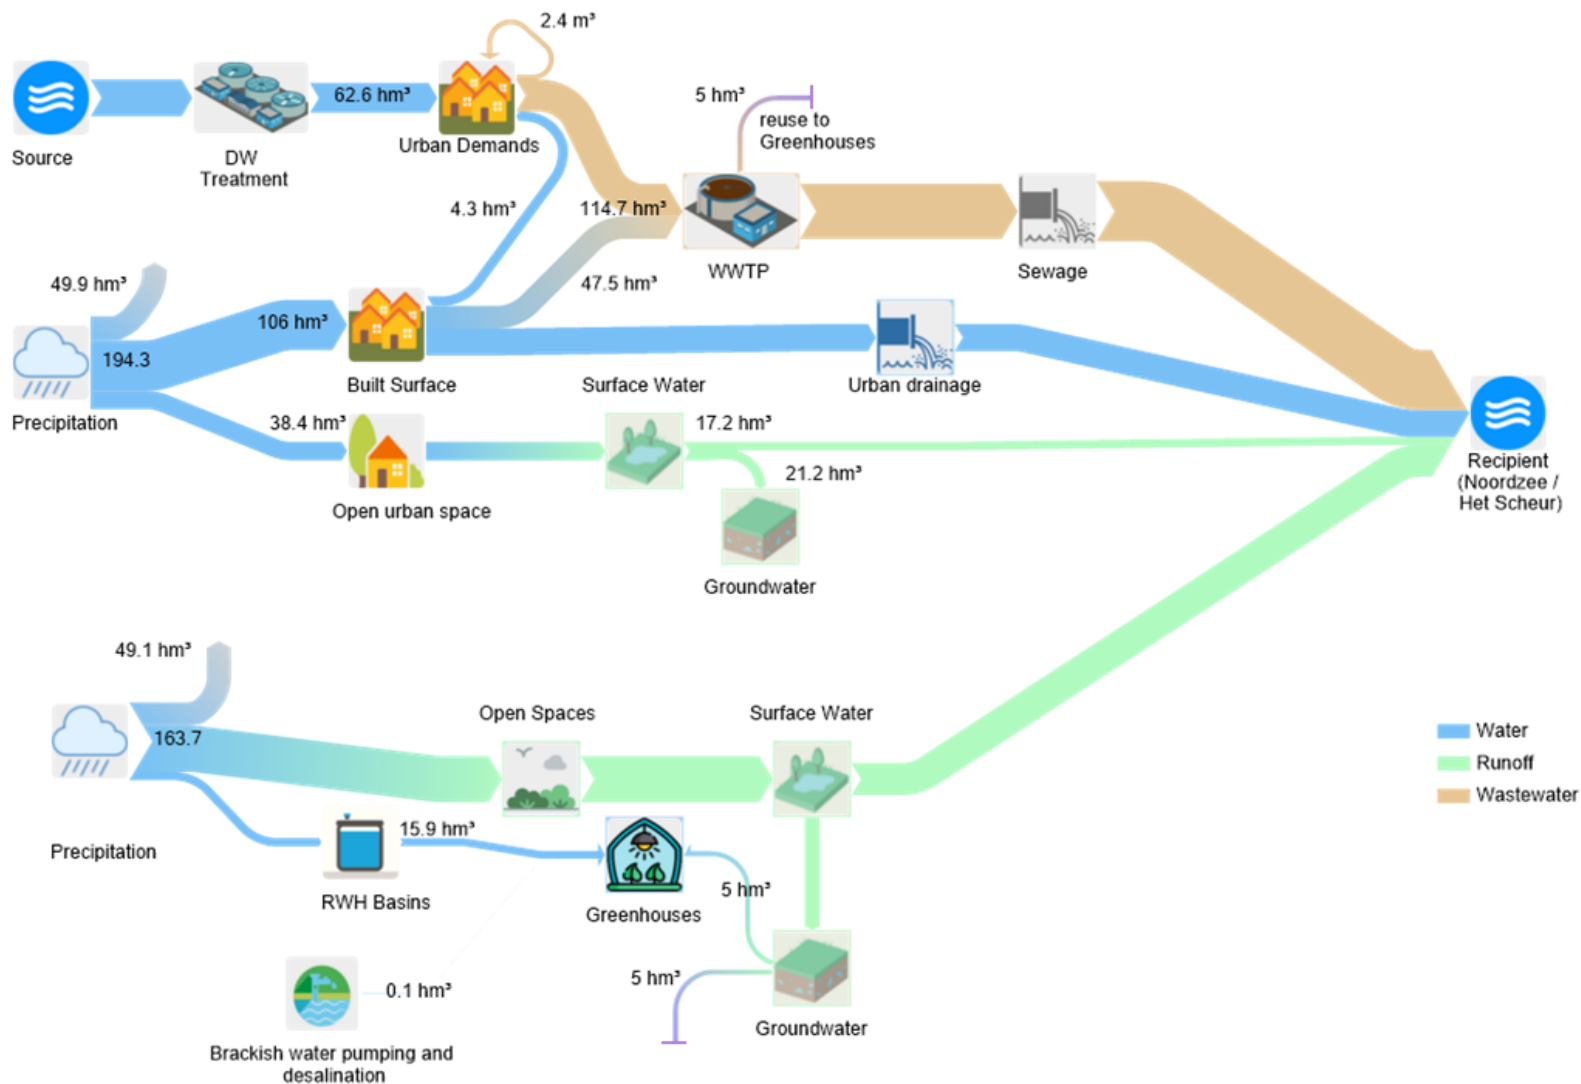 2.4 m³
62.6 hm³
Source
DW
Treatment
Urban Demands
5 hm³
reuse to
Greenhouses
4.3 hm³
114.7 hm³
WWTP
Sewage
49.9 hm³
47.5 hm³
106 hm³
194.3
Precipitation
Built Surface
Surface Water
Urban drainage
38.4 hm³
17.2 hm³
Open urban space
21.2 hm³
Groundwater
Recipient
(Noordzee /
Het Scheur)
49.1 hm³
163.7
Open Spaces
Surface Water
Precipitation
15.9 hm³
RWH Basins
Greenhouses
5 hm³
5 hm³
0.1 hm³
Groundwater
Brackish water pumping and
desalination
Water
Runoff
Wastewater